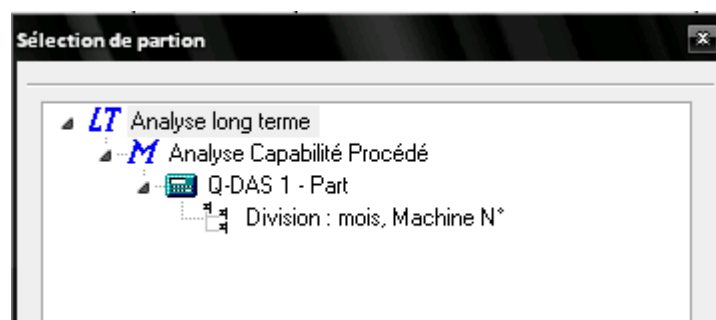 Sélection de partion
LT Analyse long terme
M Analyse Capabilité Procédé
Q-DAS 1 - Part
Division : mois, Machine N°